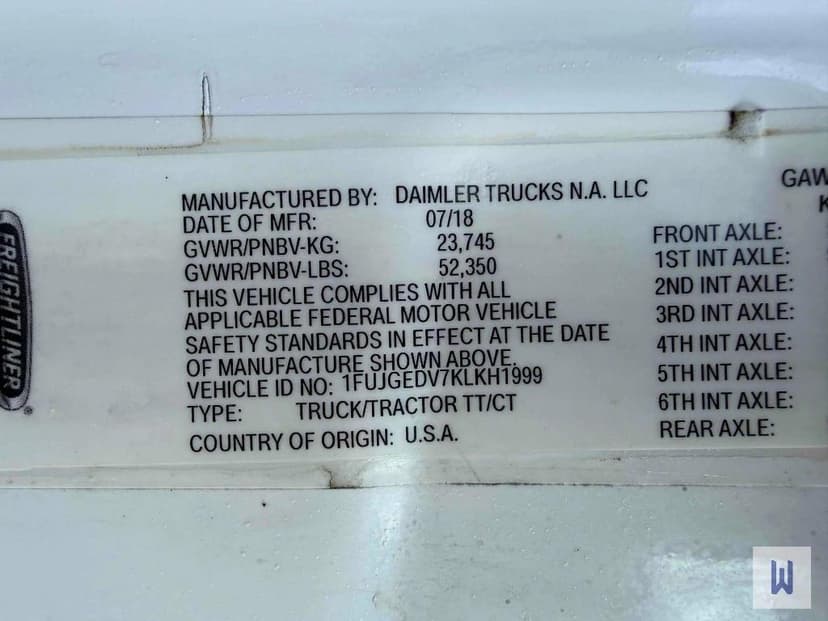 FREIGHTLINER
MANUFACTURED BY: DAIMLER TRUCKS N.A. LLC
DATE OF MFR: 07/18
GVWR/PNBV-KG: 23,745
GVWR/PNBV-LBS: 52,350
THIS VEHICLE COMPLIES WITH ALL
APPLICABLE FEDERAL MOTOR VEHICLE
SAFETY STANDARDS IN EFFECT AT THE DATE
OF MANUFACTURE SHOWN ABOVE.
VEHICLE ID NO: 1FUJGEDV7KLKH1999
TYPE: TRUCK/TRACTOR TT/CT
COUNTRY OF ORIGIN: U.S.A.
GAW
K
FRONT AXLE:
1ST INT AXLE:
2ND INT AXLE:
3RD INT AXLE:
4TH INT AXLE:
5TH INT AXLE:
6TH INT AXLE:
REAR AXLE:
W